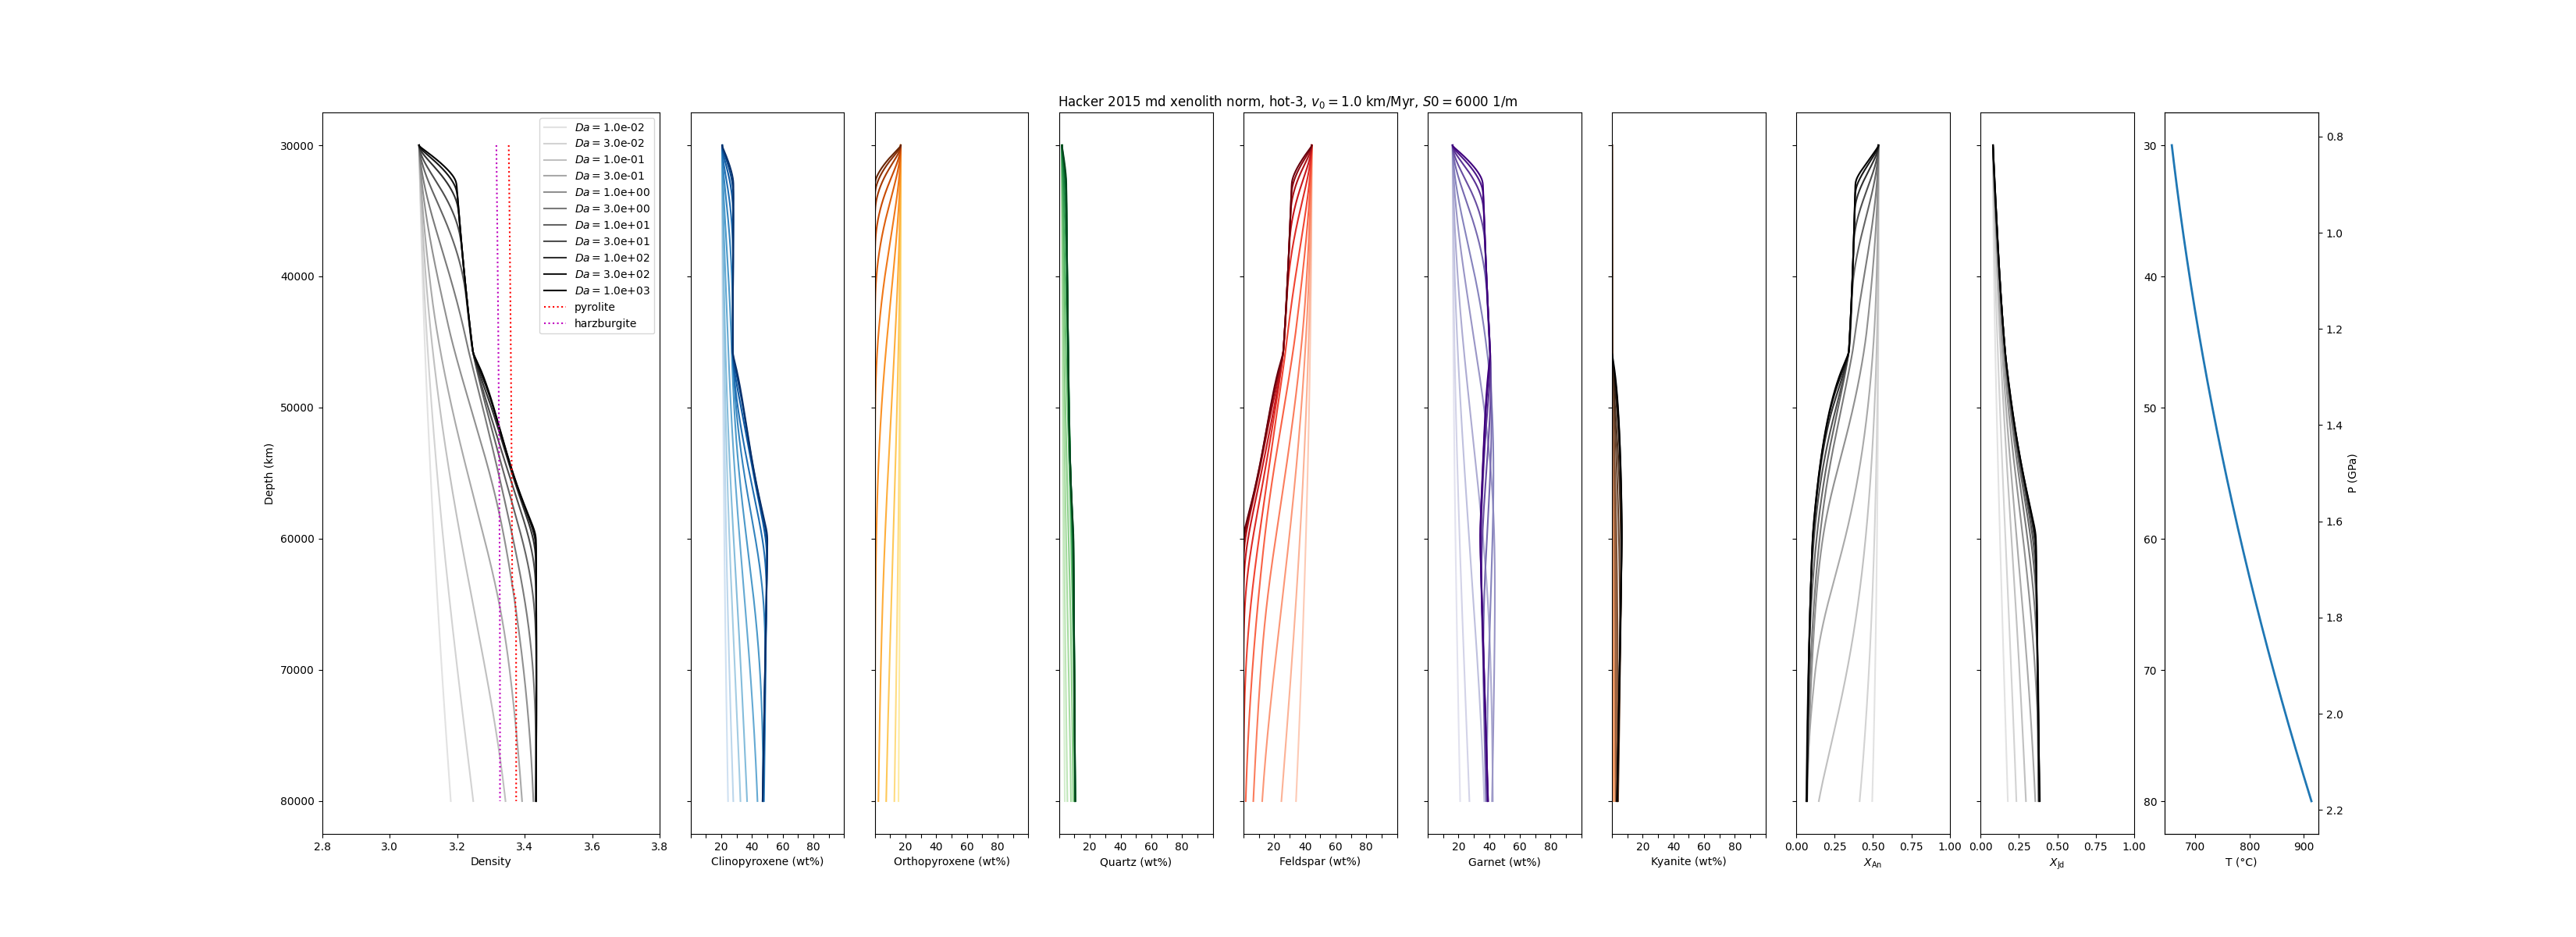 Hacker 2015 md xenolith norm, hot-3, v₀ = 1.0 km/Myr, S0 = 6000 1/m
Da = 1.0e-02
Da = 3.0e-02
Da = 1.0e-01
Da = 3.0e-01
Da = 1.0e+00
Da = 3.0e+00
Da = 1.0e+01
Da = 3.0e+01
Da = 1.0e+02
Da = 3.0e+02
Da = 1.0e+03
pyrolite
harzburgite
30000
40000
50000
60000
70000
80000
Depth (km)
2.8 3.0 3.2 3.4 3.6 3.8
Density
20 40 60 80
Clinopyroxene (wt%)
20 40 60 80
Orthopyroxene (wt%)
20 40 60 80
Quartz (wt%)
20 40 60 80
Feldspar (wt%)
20 40 60 80
Garnet (wt%)
20 40 60 80
Kyanite (wt%)
0.00 0.25 0.50 0.75 1.00
X_An
0.00 0.25 0.50 0.75 1.00
X_Jd
30
40
50
60
70
80
700 800 900
T (°C)
0.8
1.0
1.2
1.4
1.6
1.8
2.0
2.2
P (GPa)